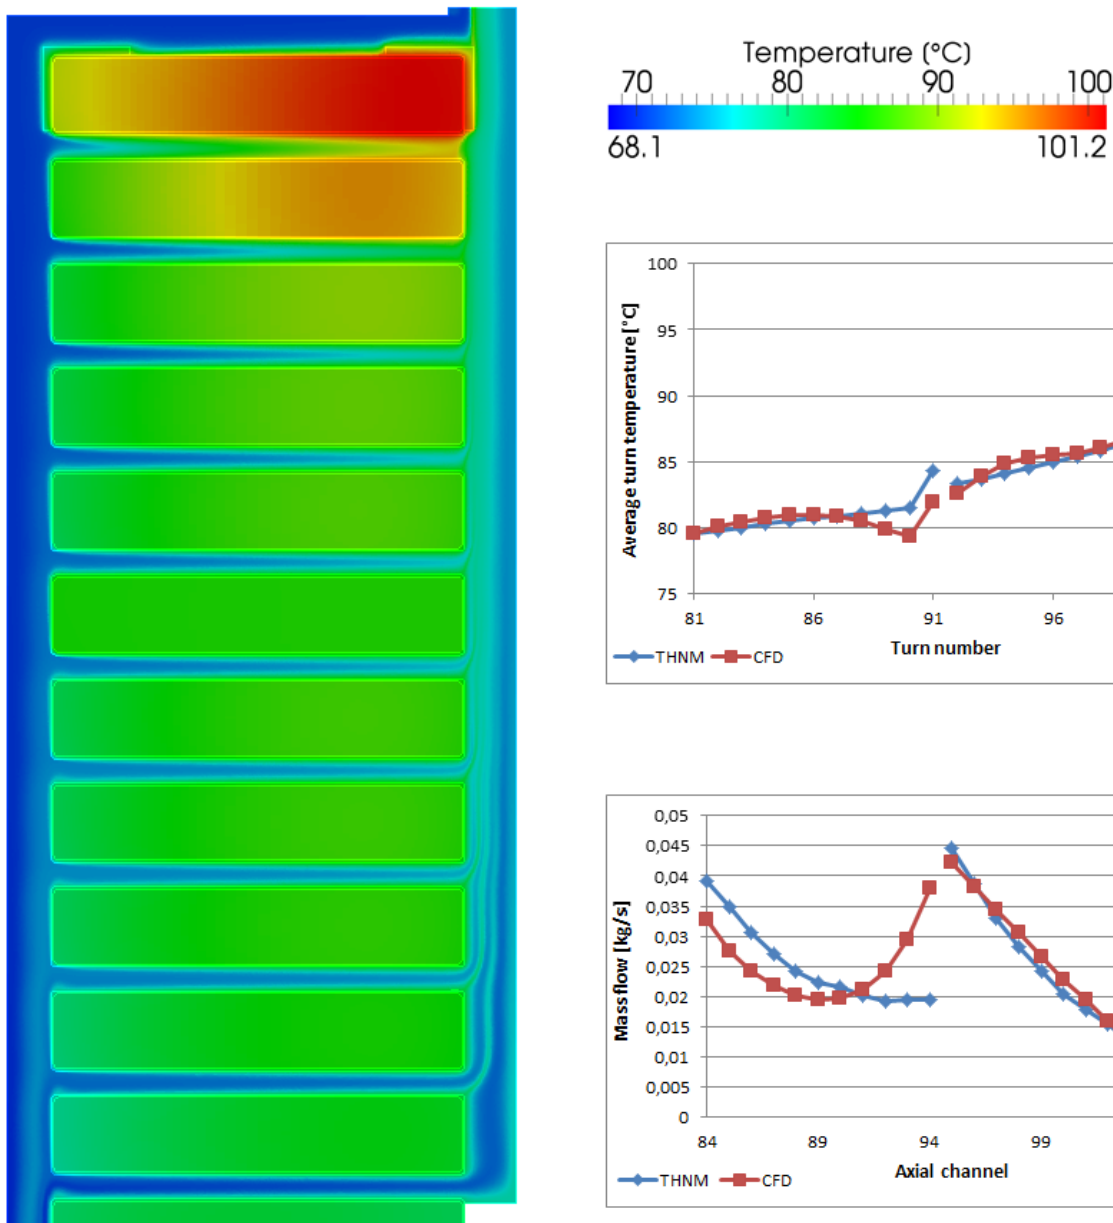 Temperature (°C)
70 80 90 100
68.1 101.2
100
95
90
85
80
75
Average turn temperature [°C]
81 86 91 96
Turn number
THNM CFD
0,05
0,045
0,04
0,035
0,03
0,025
0,02
0,015
0,01
0,005
0
Massflow [kg/s]
84 89 94 99
Axial channel
THNM CFD